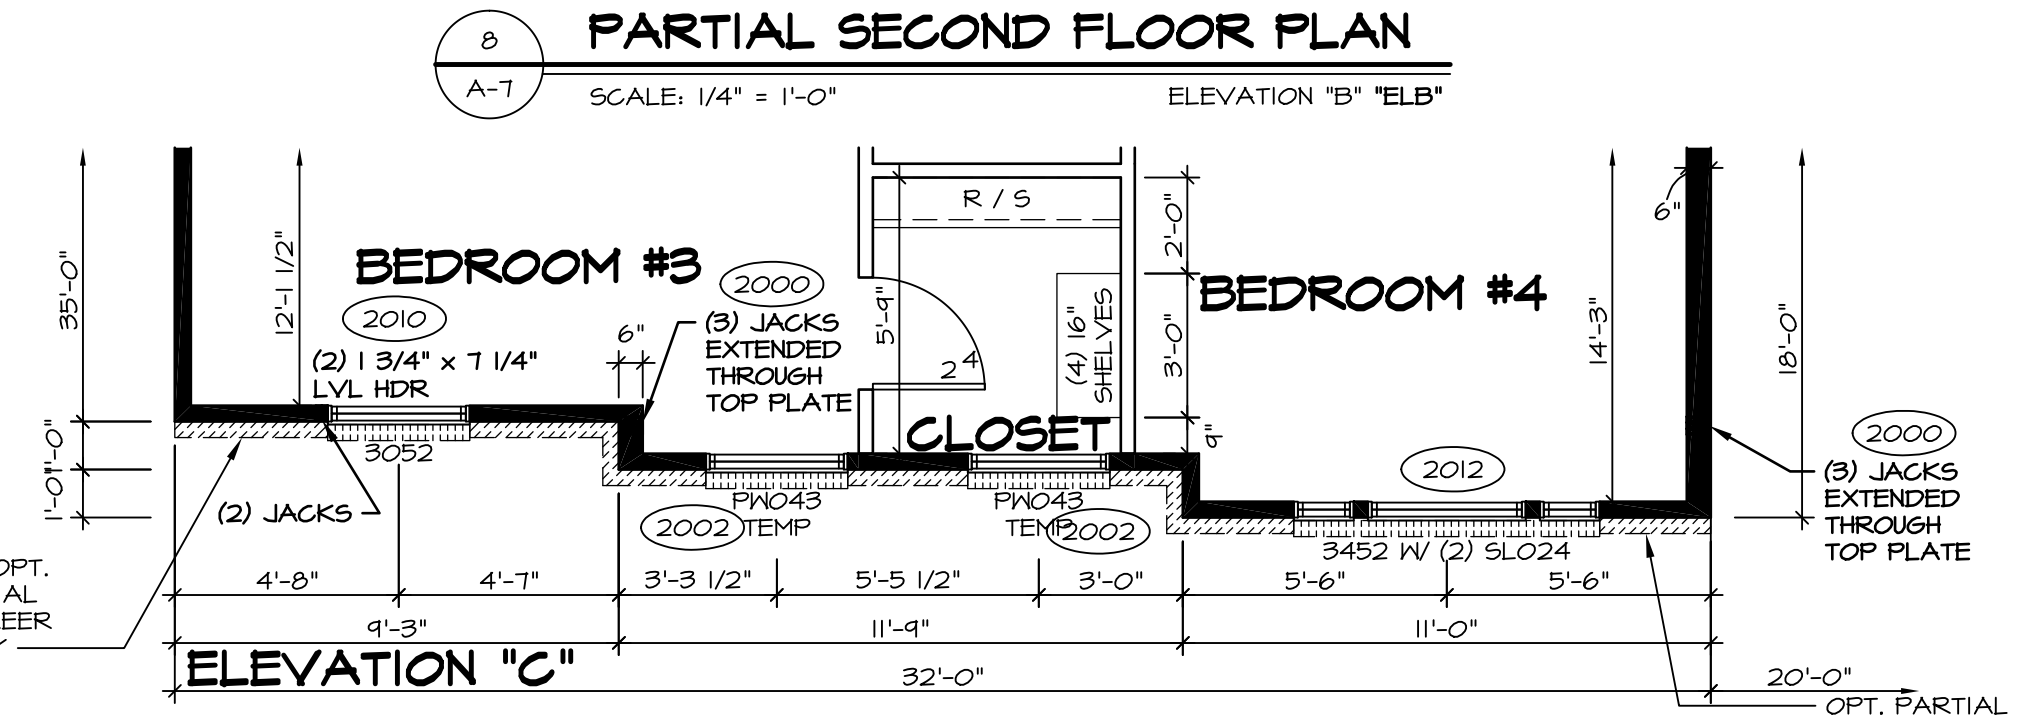 8
PARTIAL SECOND FLOOR PLAN
A-7
SCALE: 1/4" = 1'-0"
ELEVATION "B" "ELB"
35'-0"
12'-1 1/2"
BEDROOM #3
2010
(2) 1 3/4" x 7 1/4"
LVL HDR
6"
2000
(3) JACKS
EXTENDED
THROUGH
TOP PLATE
R / S
5'-9"
2 4
(4) 16"
SHELVES
CLOSET
2'-0"
3'-0"
9"
BEDROOM #4
14'-3"
6"
18'-0"
1'-0"
1'-0"
3052
(2) JACKS
PW043
TEMP
2002
PW043
TEMP
2002
2012
3452 W/ (2) SL024
2000
(3) JACKS
EXTENDED
THROUGH
TOP PLATE
OPT.
AL
EER
4'-8"
4'-7"
3'-3 1/2"
5'-5 1/2"
3'-0"
5'-6"
5'-6"
9'-3"
11'-9"
11'-0"
ELEVATION "C"
32'-0"
20'-0"
OPT. PARTIAL